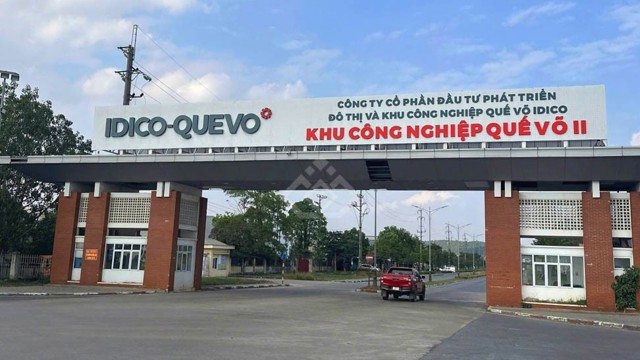 IDICO-QUEVO
CÔNG TY CỔ PHẦN ĐẦU TƯ PHÁT TRIỂN
ĐÔ THỊ VÀ KHU CÔNG NGHIỆP QUẾ VÕ IDICO
KHU CÔNG NGHIỆP QUẾ VÕ II